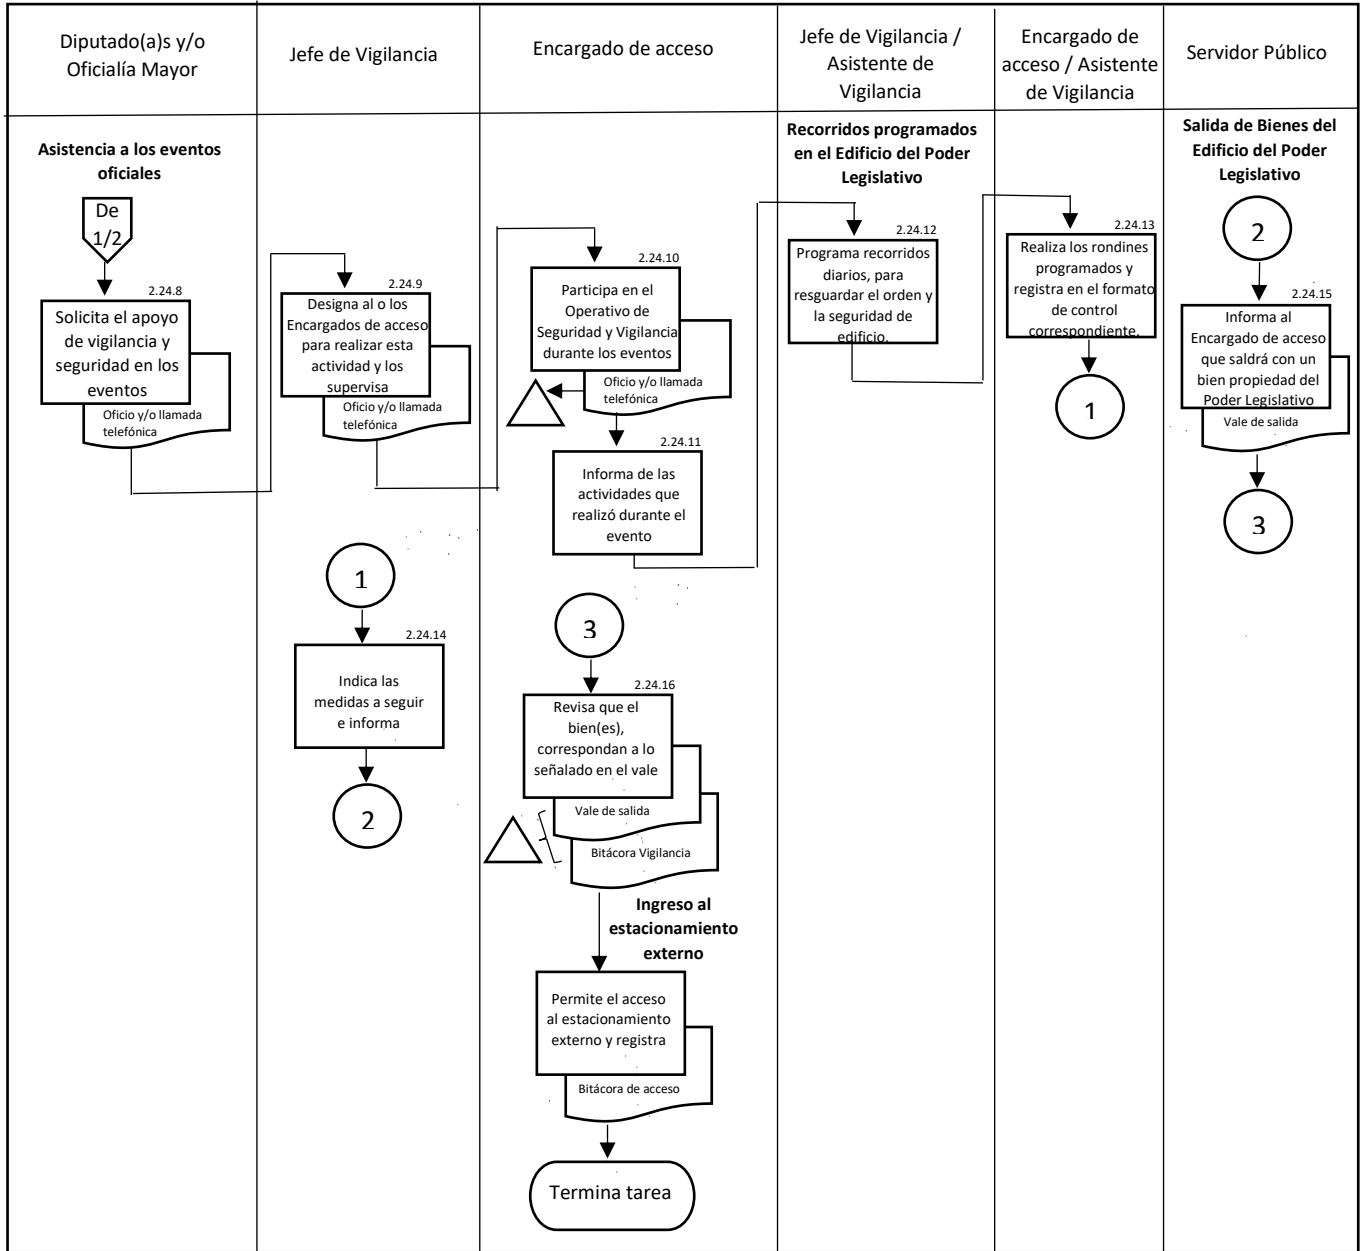 Diputado(a)s y/o
Oficialía Mayor
Jefe de Vigilancia
Encargado de acceso
Jefe de Vigilancia /
Asistente de
Vigilancia
Encargado de
acceso / Asistente
de Vigilancia
Servidor Público
Asistencia a los eventos
oficiales
De
1/2
2.24.8
Solicita el apoyo
de vigilancia y
seguridad en los
eventos
Oficio y/o llamada
telefónica
2.24.9
Designa al o los
Encargados de acceso
para realizar esta
actividad y los
supervisa
Oficio y/o llamada
telefónica
2.24.10
Participa en el
Operativo de
Seguridad y Vigilancia
durante los eventos
Oficio y/o llamada
telefónica
2.24.11
Informa de las
actividades que
realizó durante el
evento
Recorridos programados
en el Edificio del Poder
Legislativo
2.24.12
Programa recorridos
diarios, para
resguardar el orden y
la seguridad de
edificio.
2.24.13
Realiza los rondines
programados y
registra en el formato
de control
correspondiente.
1
Salida de Bienes del
Edificio del Poder
Legislativo
2
2.24.15
Informa al
Encargado de acceso
que saldrá con un
bien propiedad del
Poder Legislativo
Vale de salida
3
1
2.24.14
Indica las
medidas a seguir
e informa
2
3
2.24.16
Revisa que el
bien(es),
correspondan a lo
señalado en el vale
Vale de salida
Bitácora Vigilancia
Ingreso al
estacionamiento
externo
Permite el acceso
al estacionamiento
externo y registra
Bitácora de acceso
Termina tarea